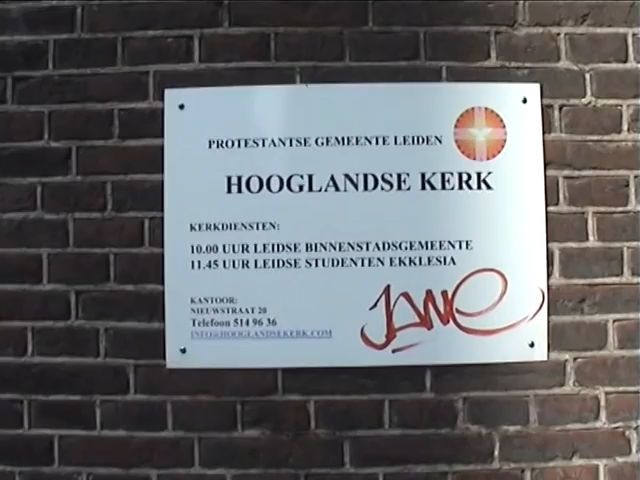 PROTESTANTSE GEMEENTE LEIDEN
HOOGLANDSE KERK
KERKDIENSTEN:
10.00 UUR LEIDSE BINNENSTADSGEMEENTE
11.45 UUR LEIDSE STUDENTEN EKKLESIA
KANTOOR:
NIEUWSTRAAT 20
Telefoon 514 96 36
INFO@HOOGLANDSEKERK.COM
JANE